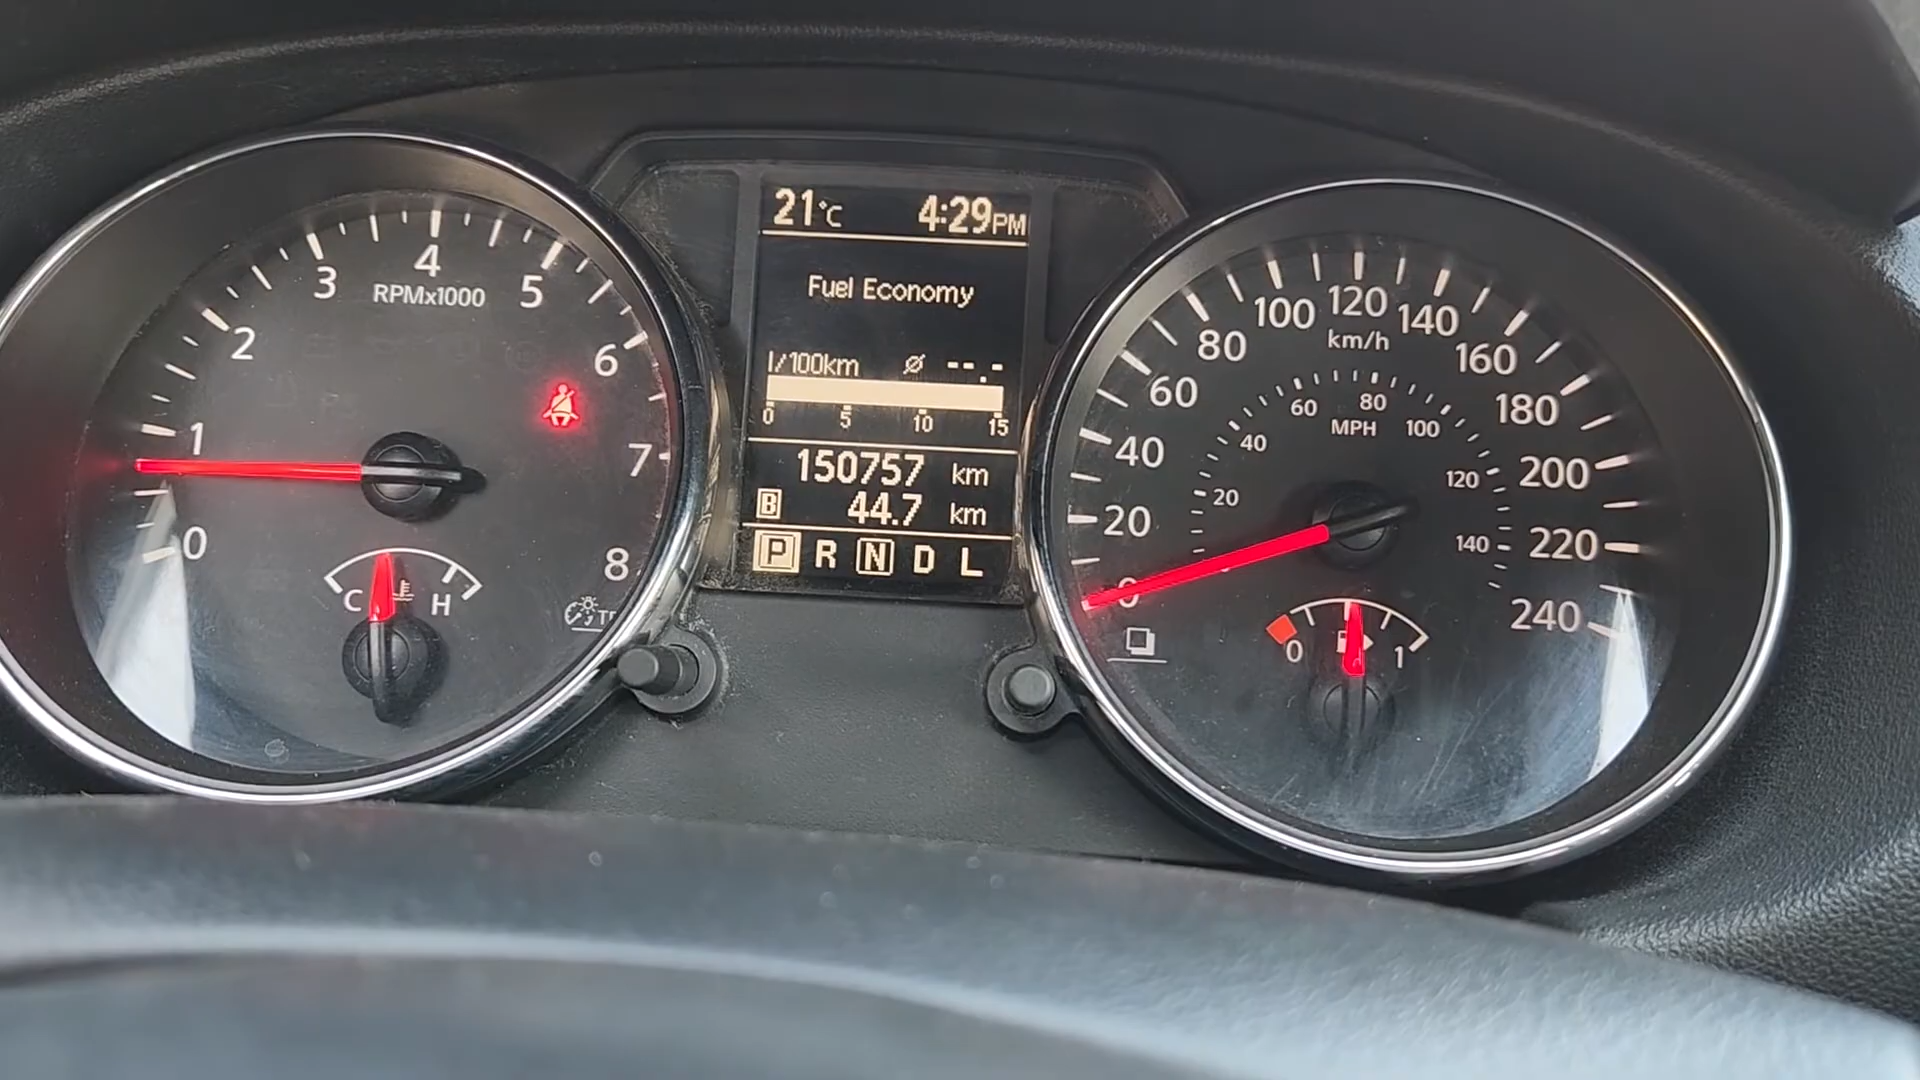 0 1 2 3 4 5 6 7 8
RPMx1000
C H
21°C 4:29PM
Fuel Economy
l/100km ø --.-
0 5 10 15
150757 km
B 44.7 km
P R N D L
0 20 40 60 80 100 120 140 160 180 200 220 240
km/h
20 40 60 80 100 120 140
MPH
0 1